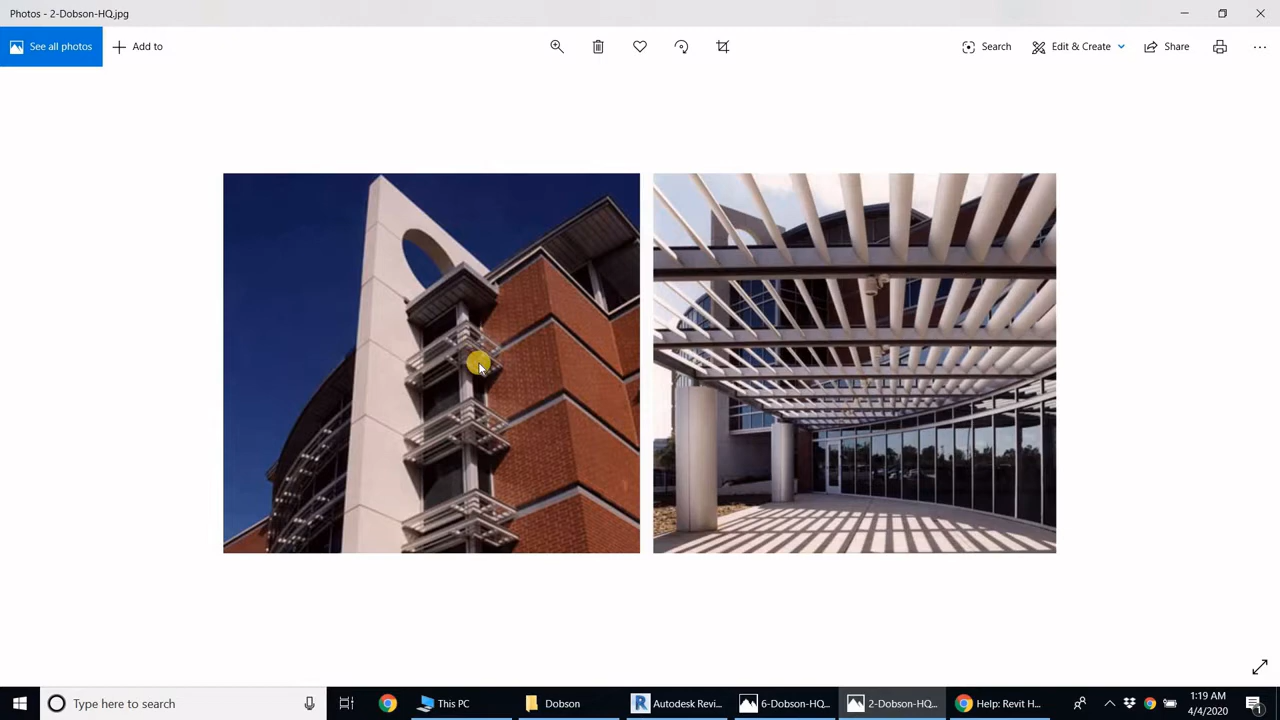 Photos - 2-Dobson-HQ.jpg
See all photos
Add to
Search
Edit & Create
Share
Type here to search
This PC
Dobson
Autodesk Revi...
6-Dobson-HQ...
2-Dobson-HQ...
Help: Revit H...
1:19 AM
4/4/2020
1